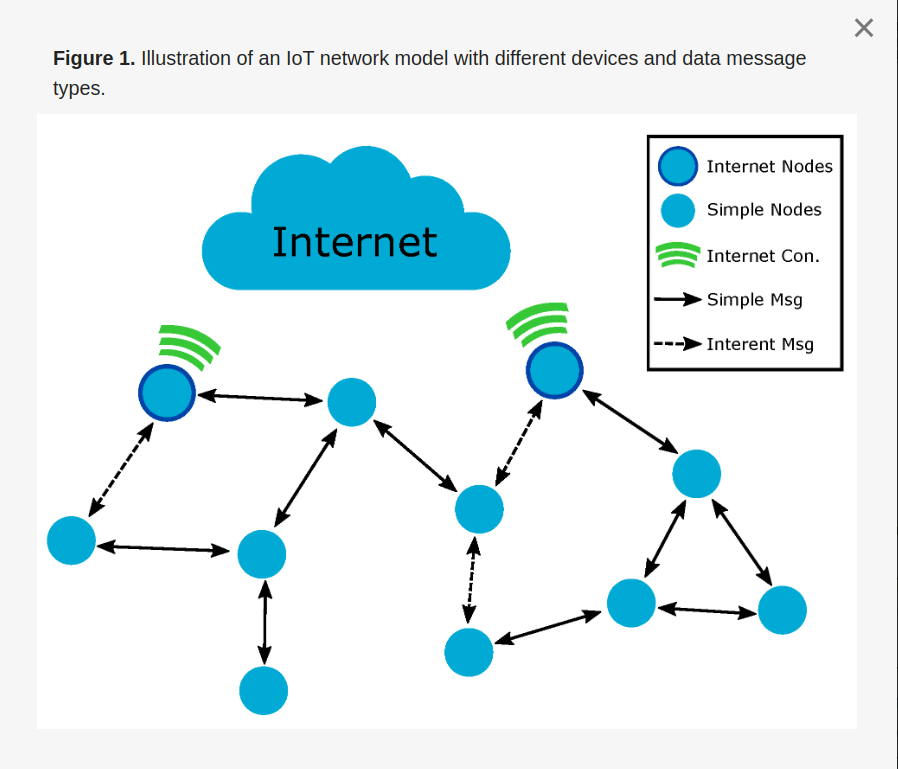 Figure 1. Illustration of an IoT network model with different devices and data message
types.
Internet
Internet Nodes
Simple Nodes
Internet Con.
Simple Msg
Interent Msg